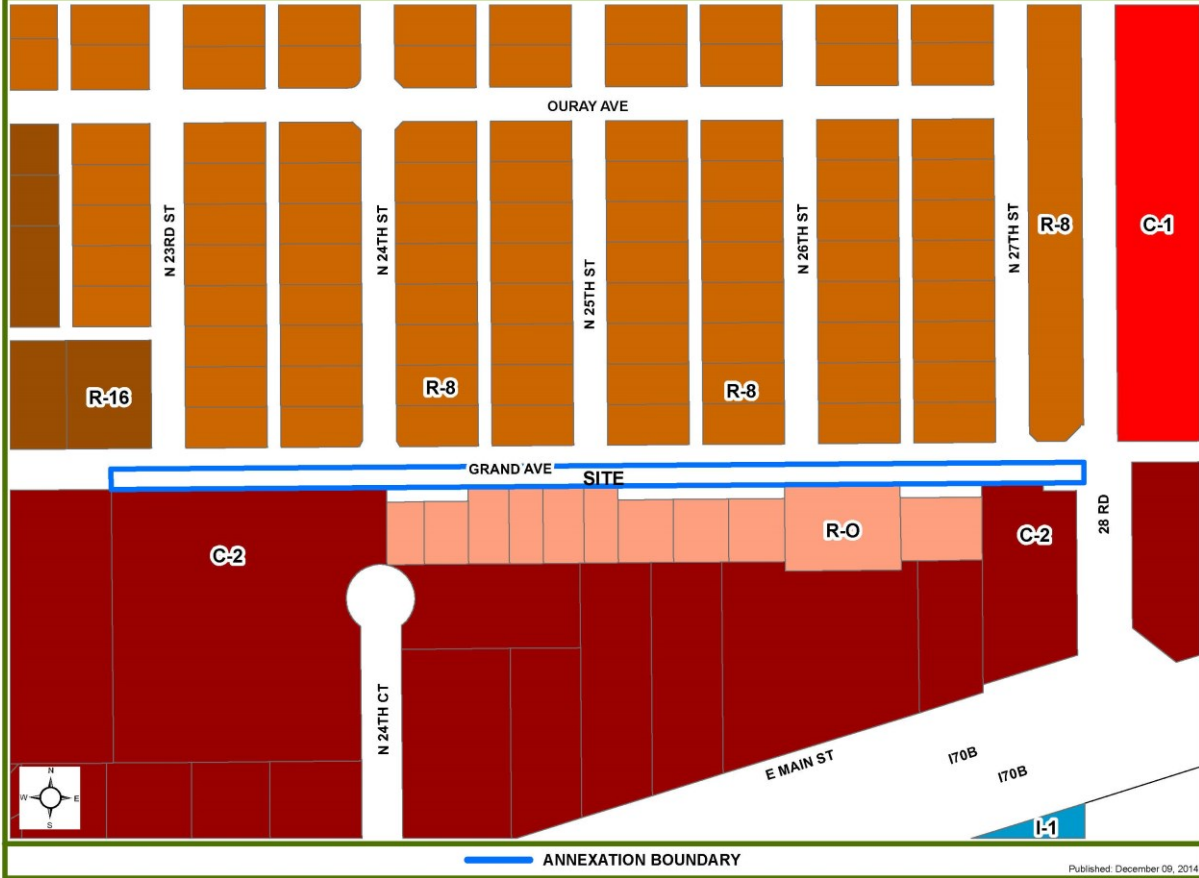 OURAY AVE
N 23RD ST
N 24TH ST
N 25TH ST
N 26TH ST
N 27TH ST
R-8
C-1
R-16
R-8
R-8
GRAND AVE
SITE
C-2
R-O
C-2
28 RD
N 24TH CT
E MAIN ST
I70B
I70B
I-1
N
W
E
S
ANNEXATION BOUNDARY
Published: December 09, 2014